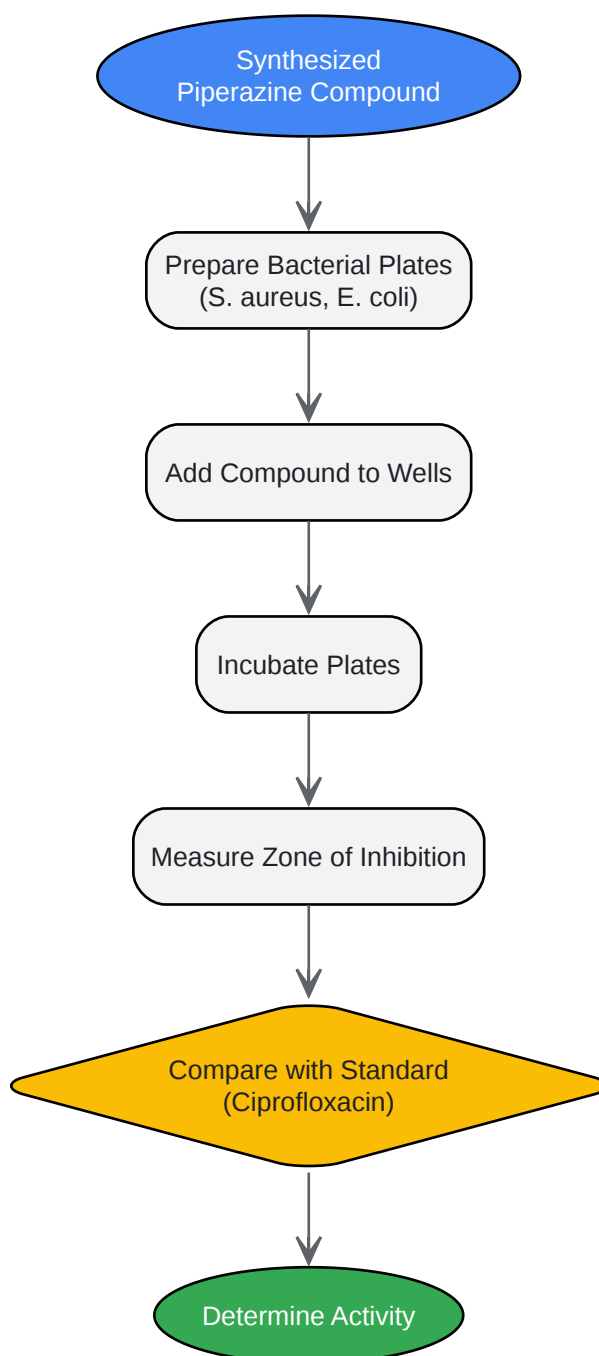 Synthesized
Piperazine Compound
Prepare Bacterial Plates
(S. aureus, E. coli)
Add Compound to Wells
Incubate Plates
Measure Zone of Inhibition
Compare with Standard
(Ciprofloxacin)
Determine Activity